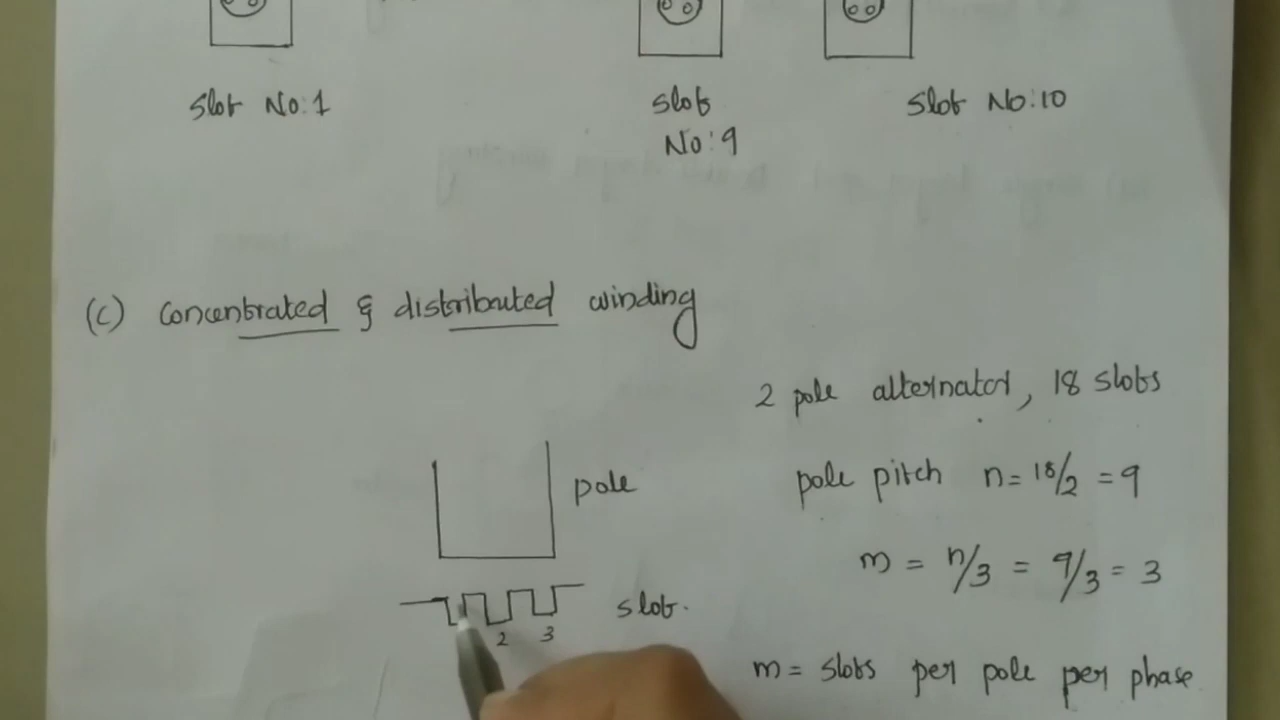 Slot No:1
Slot
No:9
Slot No:10
(c) Concentrated & distributed winding
2 pole alternator, 18 slots
pole
pole pitch n = 18/2 = 9
m = n/3 = 9/3 = 3
slot.
2 3
m = slots per pole per phase